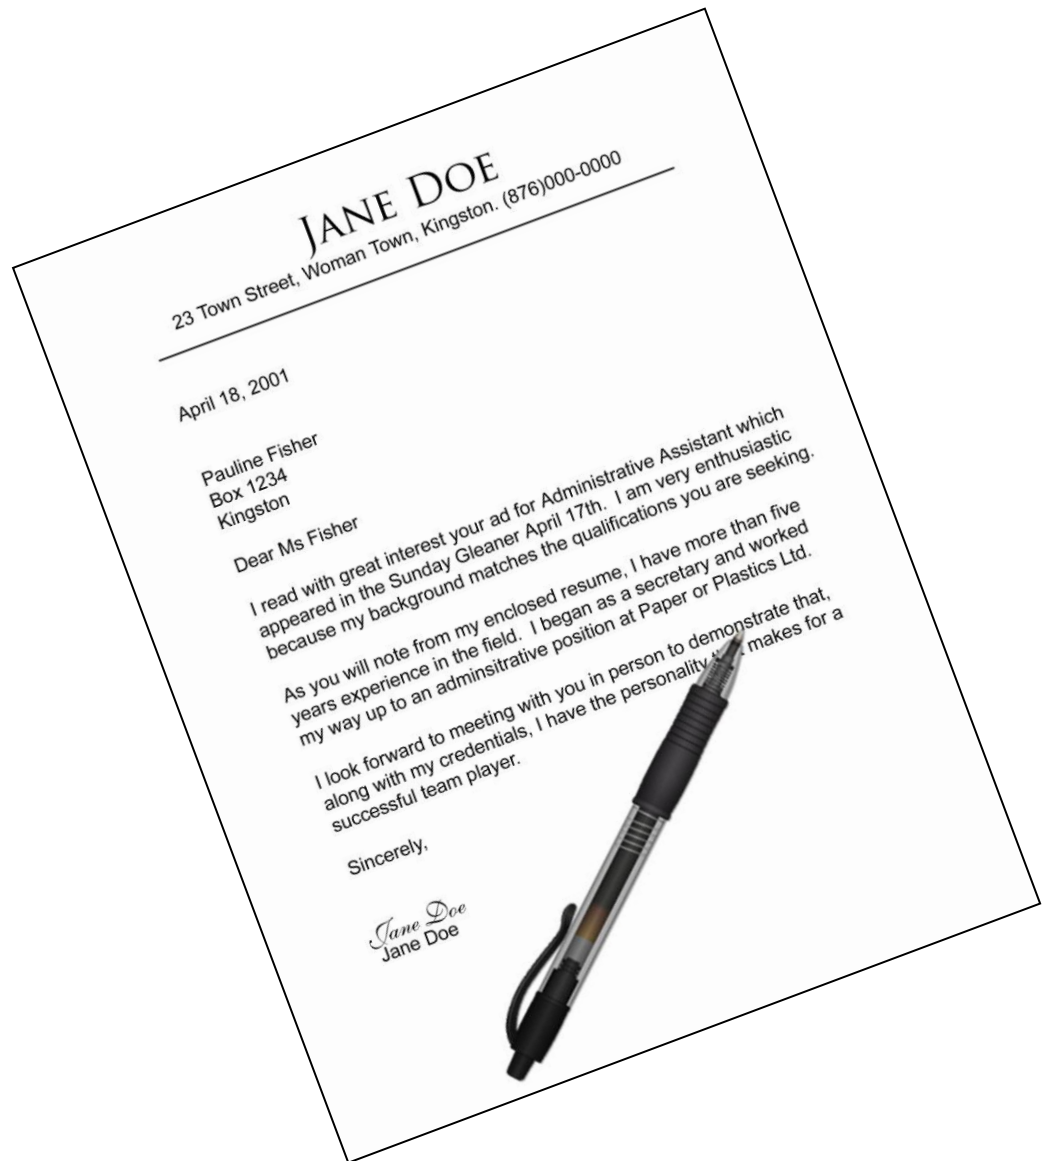 JANE DOE
23 Town Street, Woman Town, Kingston. (876)000-0000
April 18, 2001
Pauline Fisher
Box 1234
Kingston
Dear Ms Fisher
I read with great interest your ad for Administrative Assistant which
appeared in the Sunday Gleaner April 17th. I am very enthusiastic
because my background matches the qualifications you are seeking.
As you will note from my enclosed resume, I have more than five
years experience in the field. I began as a secretary and worked
my way up to an adminsitrative position at Paper or Plastics Ltd.
I look forward to meeting with you in person to demonstrate that,
along with my credentials, I have the personality makes for a
successful team player.
Sincerely,
Jane Doe
Jane Doe